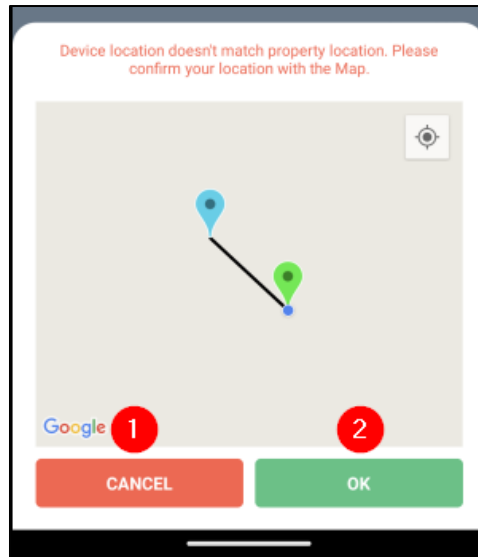 Device location doesn't match property location. Please
confirm your location with the Map.
Google
1
2
CANCEL
OK